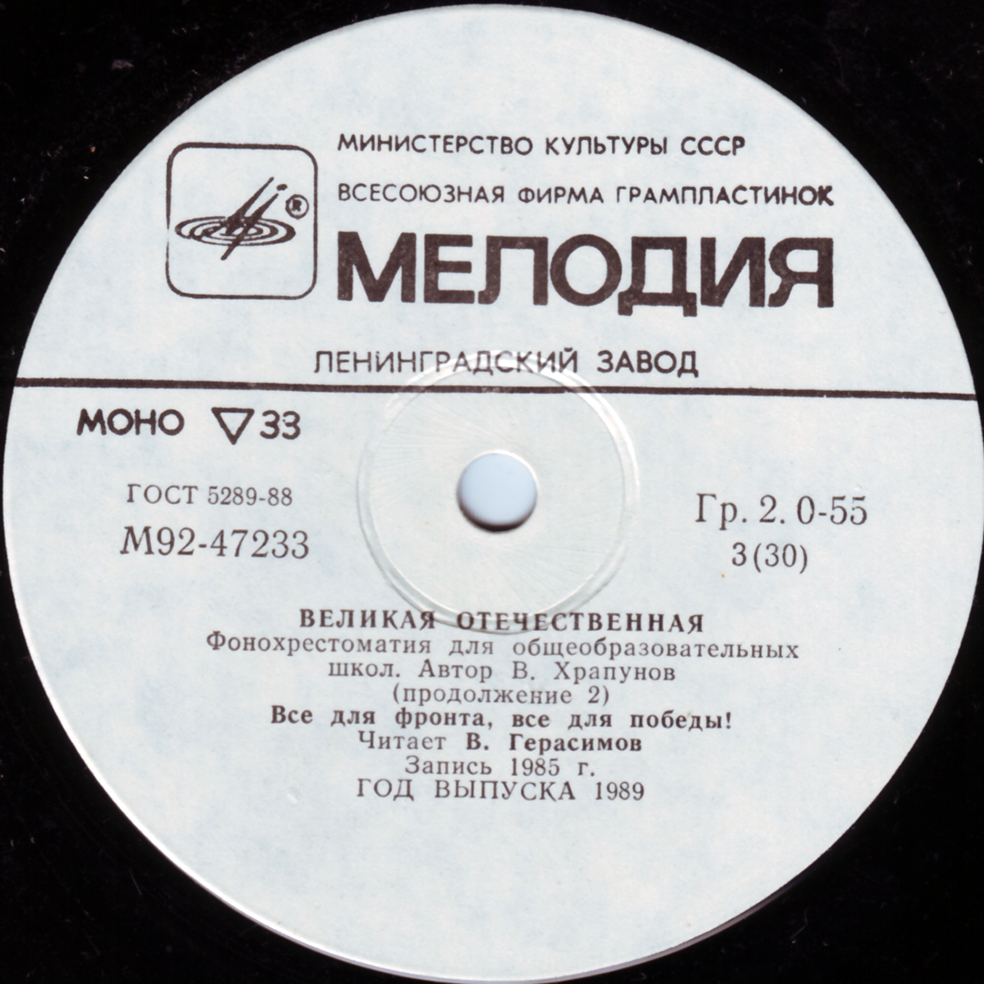 МИНИСТЕРСТВО КУЛЬТУРЫ СССР
ВСЕСОЮЗНАЯ ФИРМА ГРАМПЛАСТИНОК
®
МЕЛОДИЯ
ЛЕНИНГРАДСКИЙ ЗАВОД
МОНО ▽33
ГОСТ 5289-88
М92-47233
Гр. 2. 0-55
3(30)
ВЕЛИКАЯ ОТЕЧЕСТВЕННАЯ
Фонохрестоматия для общеобразовательных
школ. Автор В. Храпунов
(продолжение 2)
Все для фронта, все для победы!
Читает В. Герасимов
Запись 1985 г.
ГОД ВЫПУСКА 1989